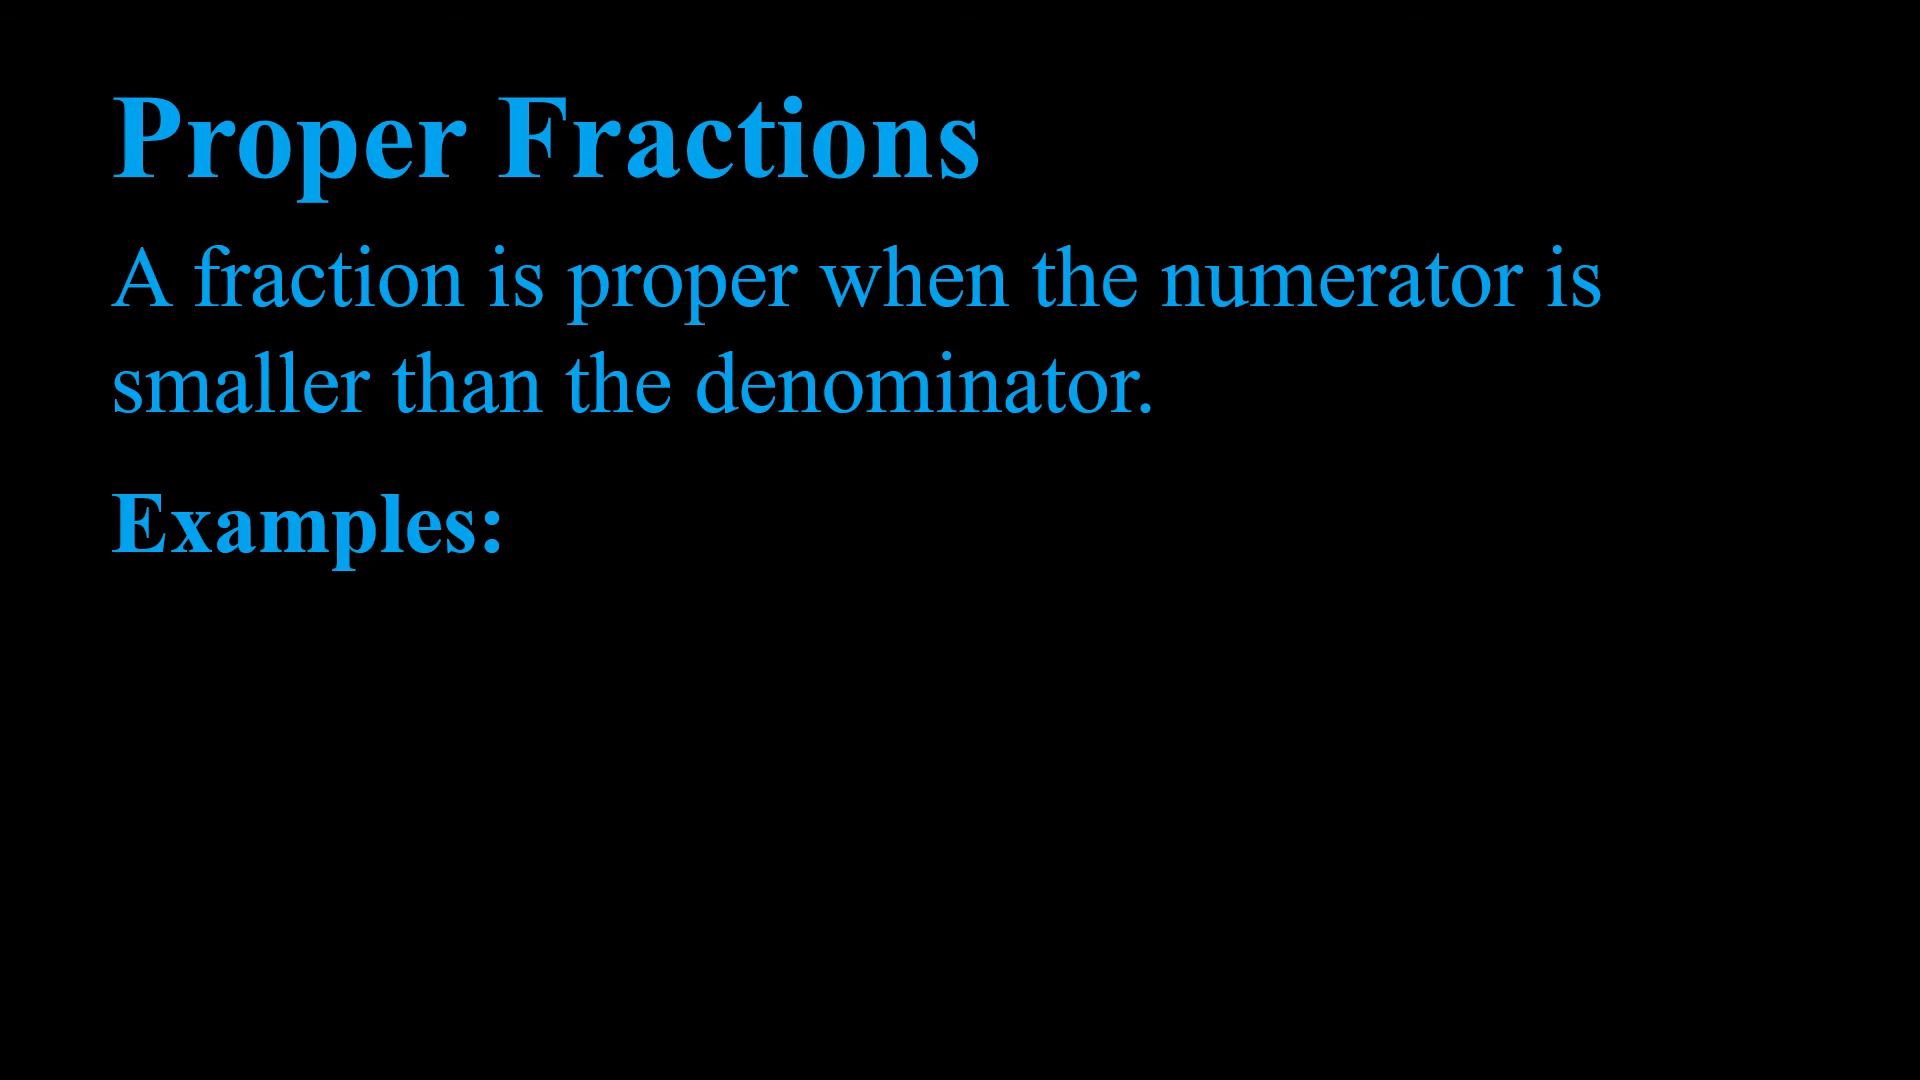 Proper Fractions
A fraction is proper when the numerator is
smaller than the denominator.
Examples: